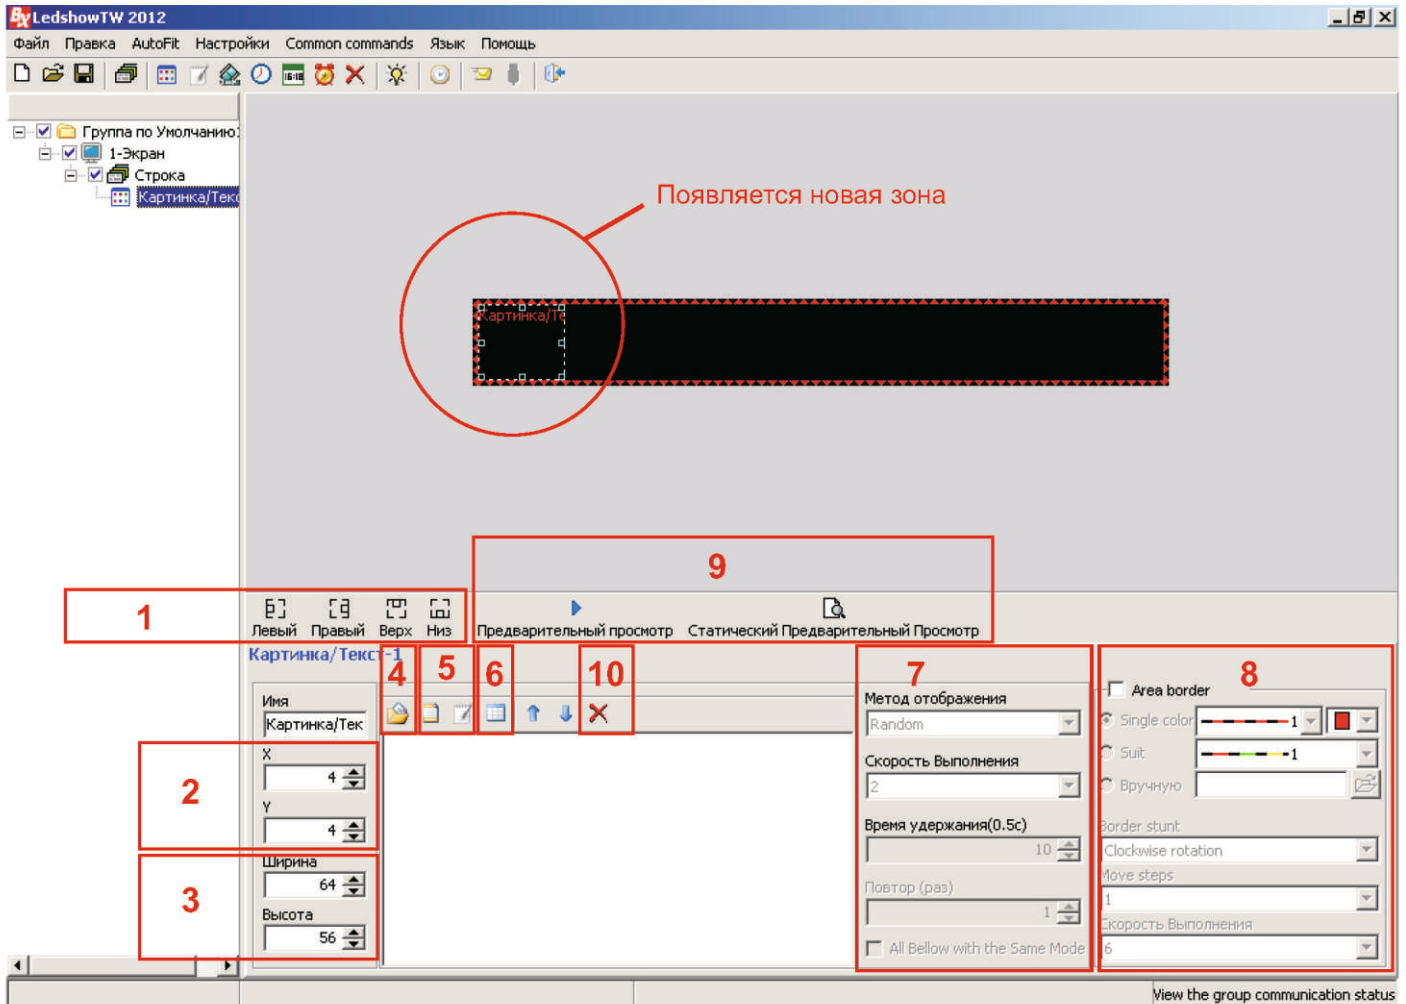 LedshowTW 2012
Файл Правка AutoFit Настройки Common commands Язык Помощь
16:18
Группа по Умолчанию
1-Экран
Строка
Картинка/Текс
Появляется новая зона
Картинка/Те
9
1
Левый Правый Верх Низ Предварительный просмотр Статический Предварительный Просмотр
Картинка/Текст-1
4 5 6 10 7 8
Имя
Картинка/Тек
X
4
Y
4
2
Ширина
64
Высота
56
3
Метод отображения
Random
Скорость Выполнения
2
Время удержания(0.5с)
10
Повтор (раз)
1
All Bellow with the Same Mode
Area border
Single color 1
Suit 1
Вручную
Border stunt
Clockwise rotation
Move steps
1
Скорость Выполнения
6
View the group communication status